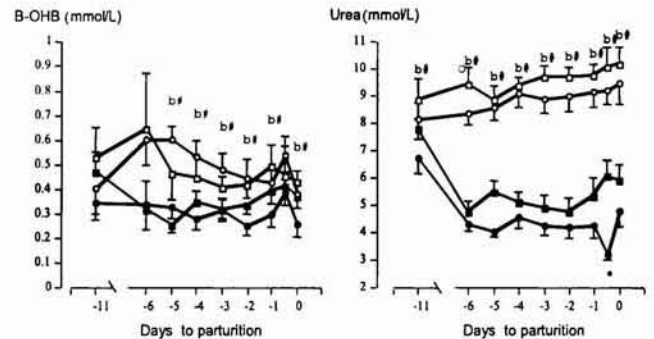 B-OHB (mmol/L)
1
0.9
0.8
0.7
0.6
0.5
0.4
0.3
0.2
0.1
0
b# b# b# b# b# b#
-11 -6 -5 -4 -3 -2 -1 0
Days to parturition
Urea (mmol/L)
11
10
9
8
7
6
5
4
3
2
b# b# b# b# b# b# b# b# b#
-11 -6 -5 -4 -3 -2 -1 0
Days to parturition